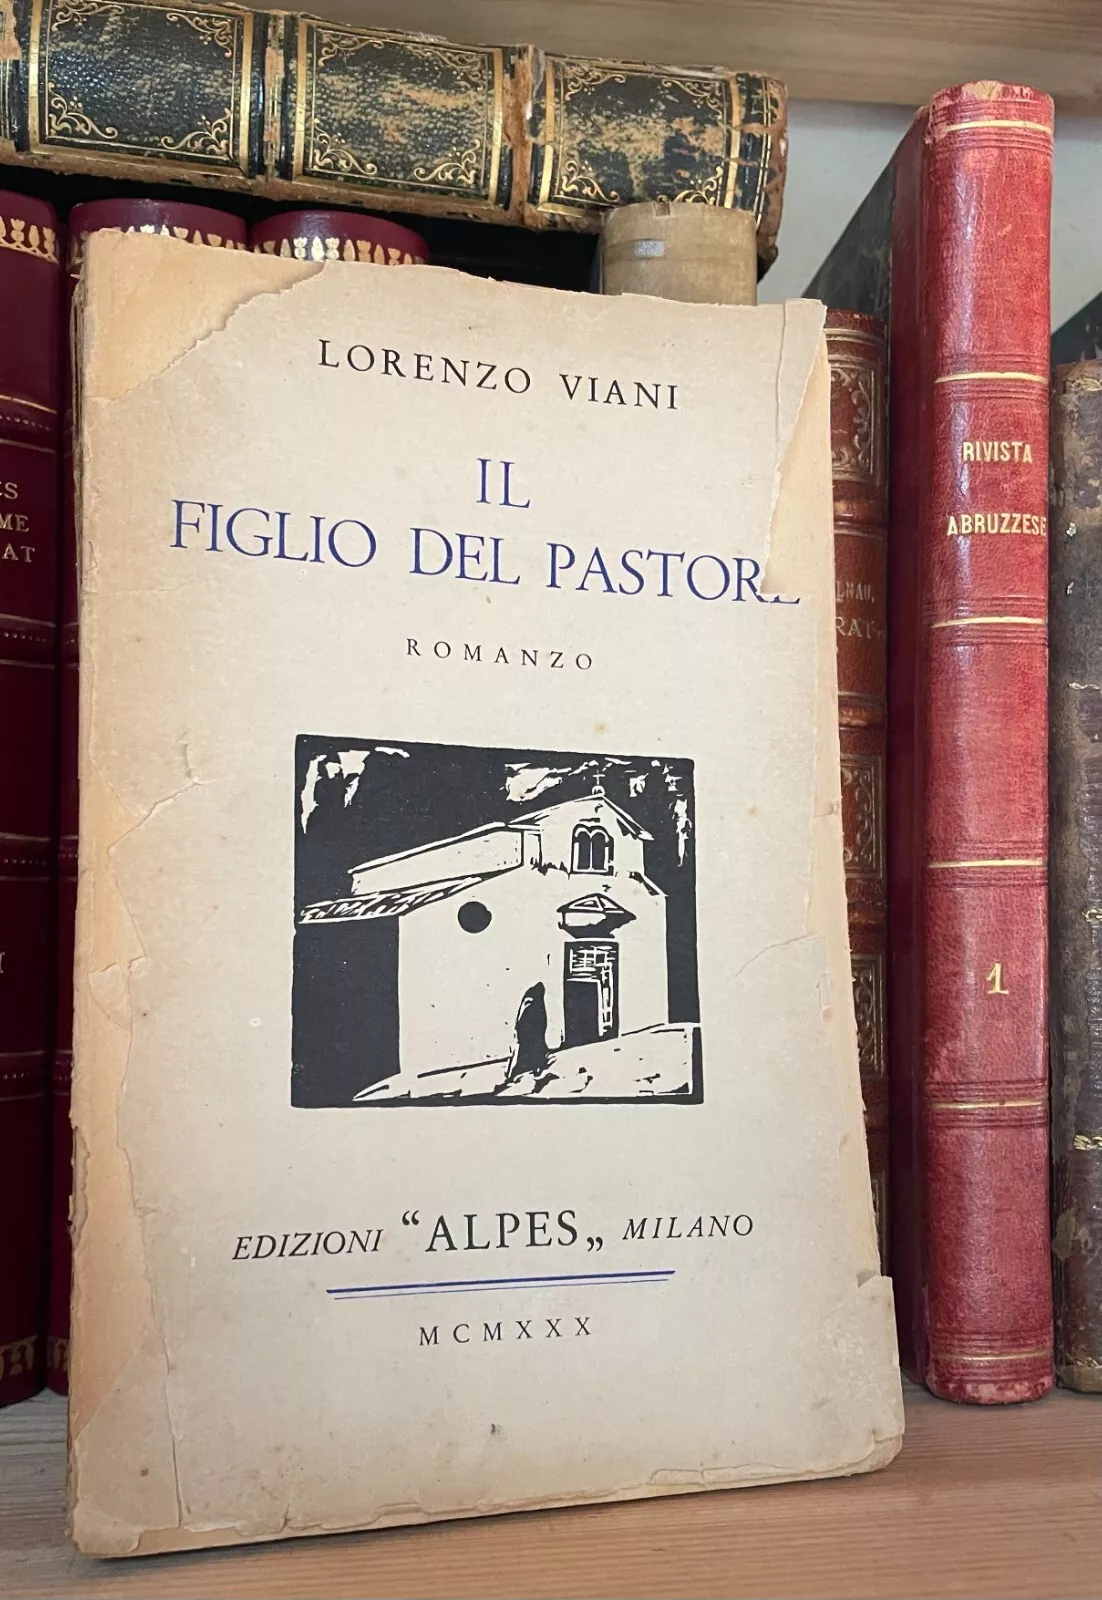 LORENZO VIANI
IL
FIGLIO DEL PASTORE
ROMANZO
EDIZIONI “ALPES„ MILANO
MCMXXX
RIVISTA
ABRUZZESE
1